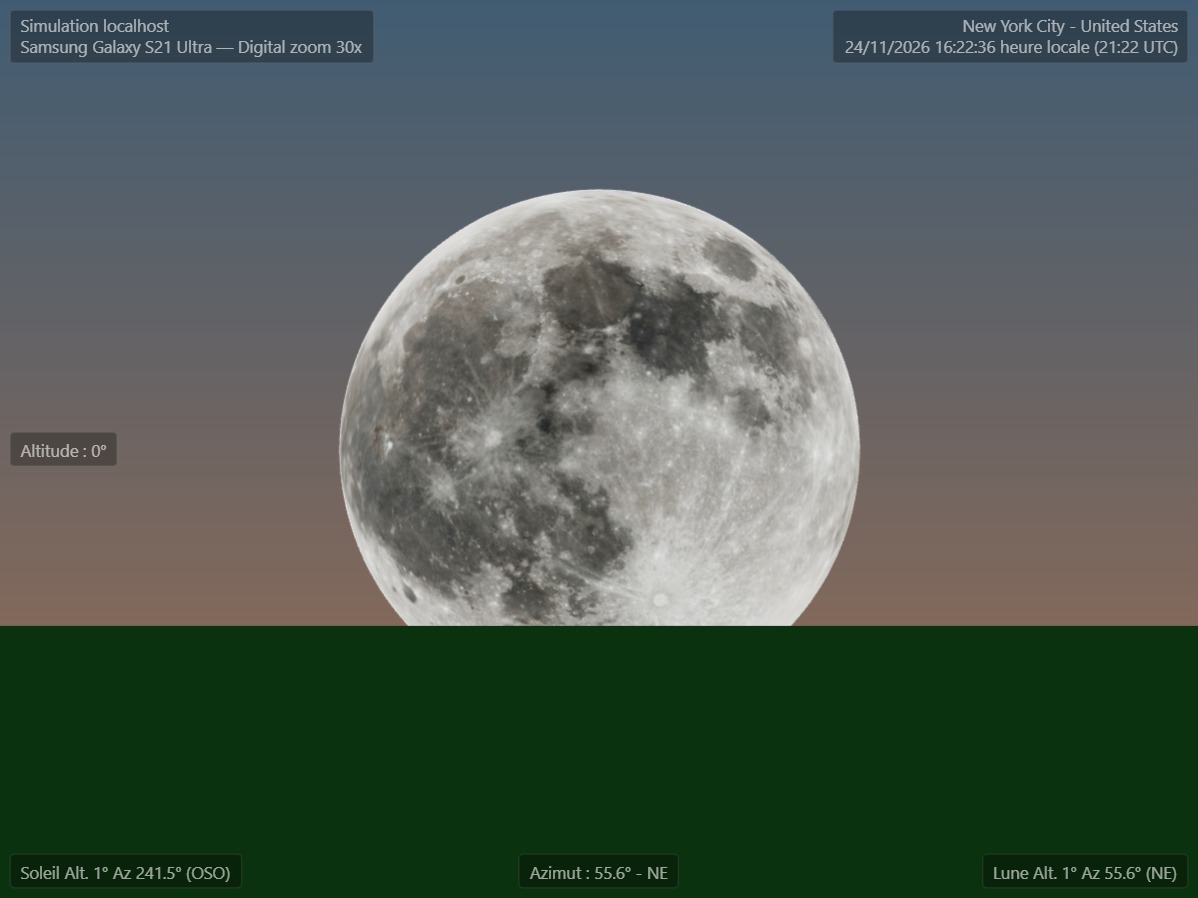 Simulation localhost
Samsung Galaxy S21 Ultra — Digital zoom 30x
New York City - United States
24/11/2026 16:22:36 heure locale (21:22 UTC)
Altitude : 0°
Soleil Alt. 1° Az 241.5° (OSO)
Azimut : 55.6° - NE
Lune Alt. 1° Az 55.6° (NE)